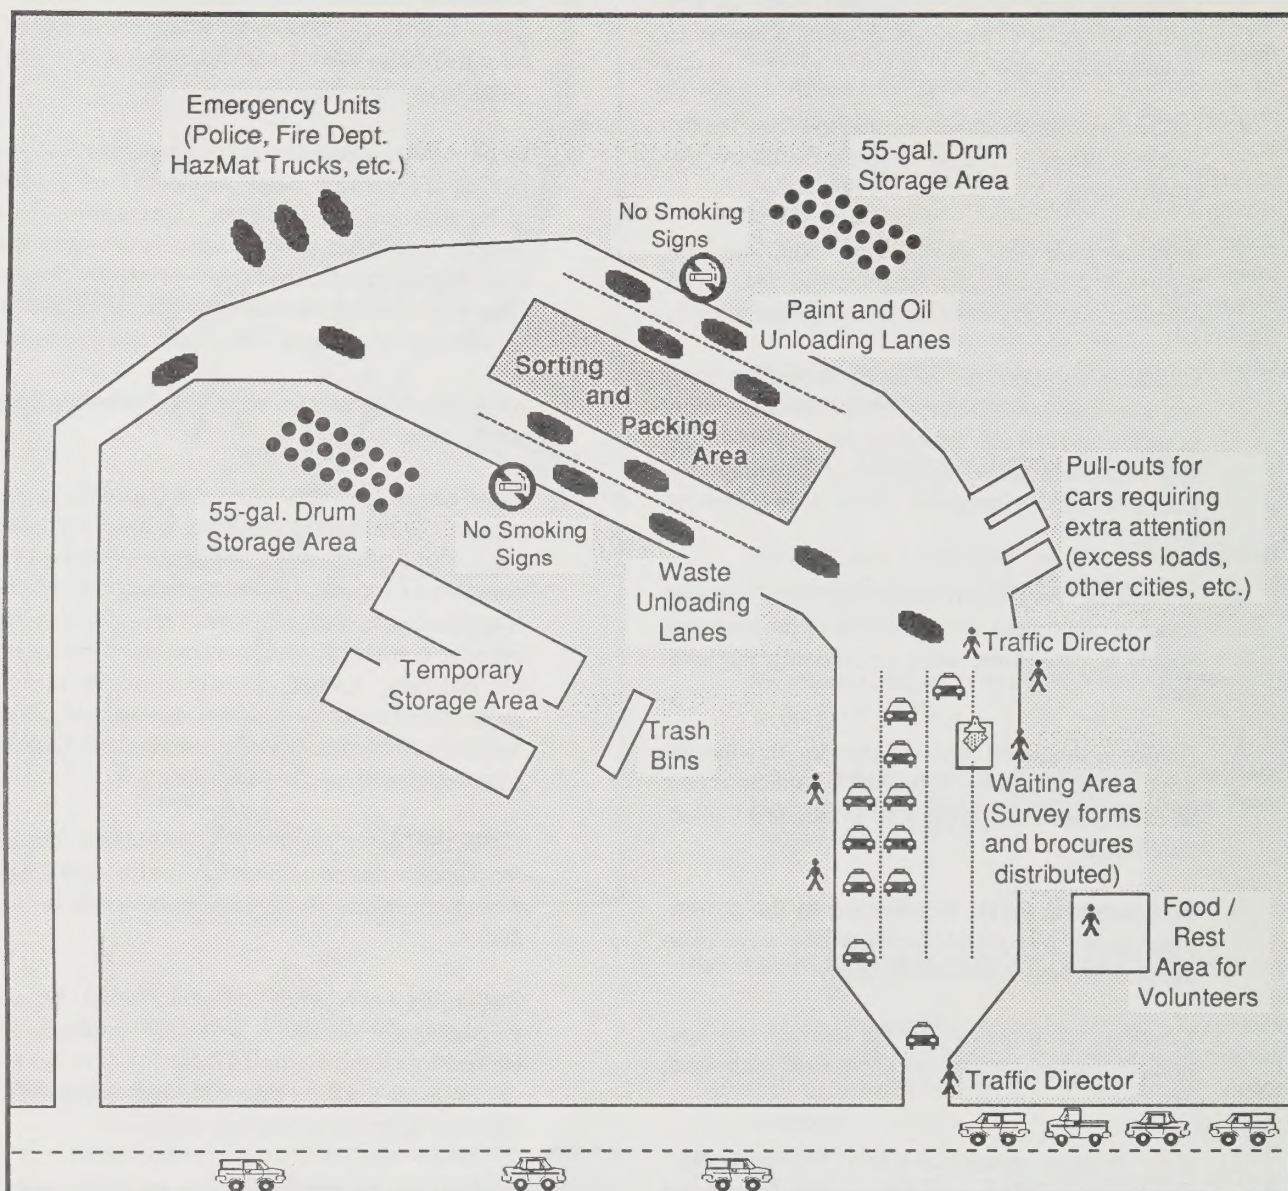 Emergency Units
(Police, Fire Dept.
HazMat Trucks, etc.)
55-gal. Drum
Storage Area
No Smoking
Signs
Paint and Oil
Unloading Lanes
Sorting
and
Packing
Area
Pull-outs for
cars requiring
extra attention
(excess loads,
other cities, etc.)
55-gal. Drum
Storage Area
No Smoking
Signs
Waste
Unloading
Lanes
Traffic Director
Temporary
Storage Area
Trash
Bins
Waiting Area
(Survey forms
and brocures
distributed)
Food /
Rest
Area for
Volunteers
Traffic Director